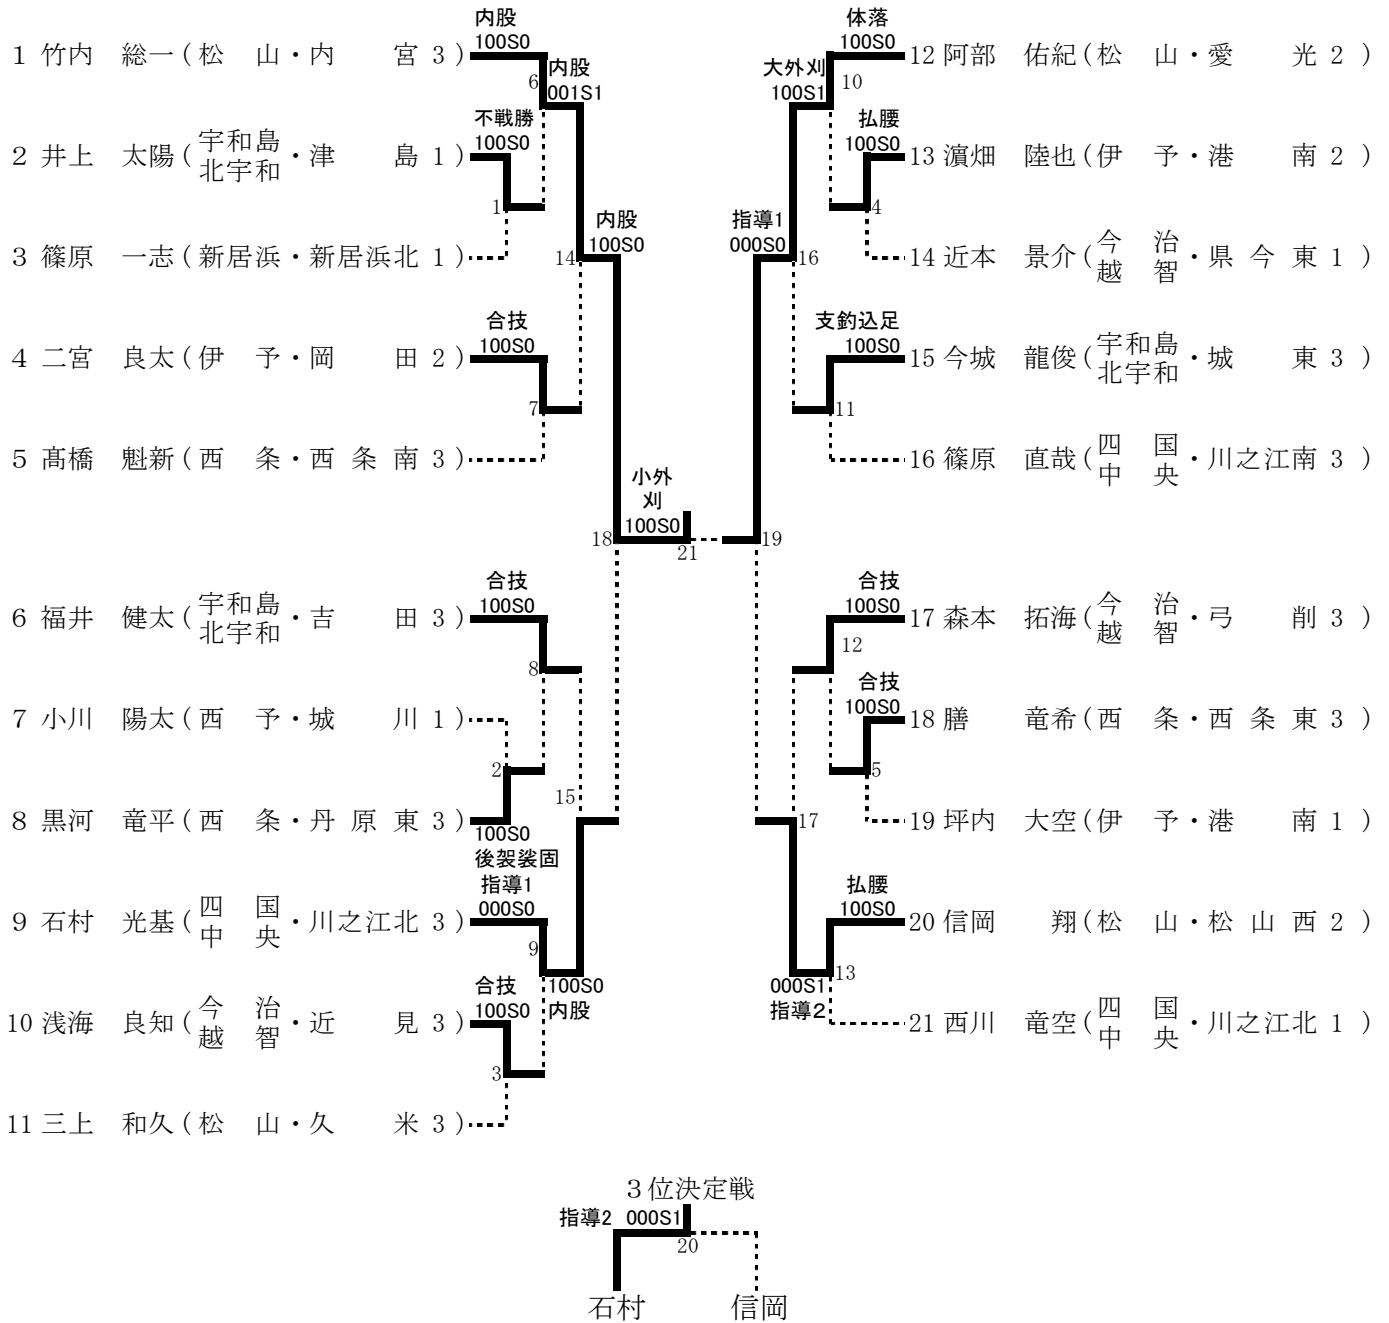 内股
100S0
1 竹内 総一(松 山・内 宮 3)
6
内股
001S1
不戦勝
100S0
2 井上 太陽(宇和島北宇和・津 島 1)
1
3 篠原 一志(新居浜・新居浜北 1)
14
内股
100S0
合技
100S0
4 二宮 良太(伊 予・岡 田 2)
7
5 髙橋 魁新(西 条・西 条 南 3)
小外
刈
100S0
18
21
合技
100S0
6 福井 健太(宇和島北宇和・吉 田 3)
8
7 小川 陽太(西 予・城 川 1)
2
15
8 黒河 竜平(西 条・丹 原 東 3)
100S0
後袈裟固
指導1
000S0
9 石村 光基(四国中央・川之江北 3)
9
100S0
内股
合技
100S0
10 浅海 良知(今治越智・近 見 3)
3
11 三上 和久(松 山・久 米 3)
体落
100S0
12 阿部 佑紀(松 山・愛 光 2)
10
大外刈
100S1
払腰
100S0
13 濵畑 陸也(伊 予・港 南 2)
4
指導1
000S0
14 近本 景介(今治越智・県 今 東 1)
16
支釣込足
100S0
15 今城 龍俊(宇和島北宇和・城 東 3)
11
16 篠原 直哉(四国中央・川之江南 3)
19
合技
100S0
17 森本 拓海(今治越智・弓 削 3)
12
合技
100S0
18 膳 竜希(西 条・西 条 東 3)
5
17
19 坪内 大空(伊 予・港 南 1)
払腰
100S0
20 信岡 翔(松 山・松 山 西 2)
13
000S1
指導2
21 西川 竜空(四国中央・川之江北 1)
3位決定戦
指導2 000S1
20
石村 信岡